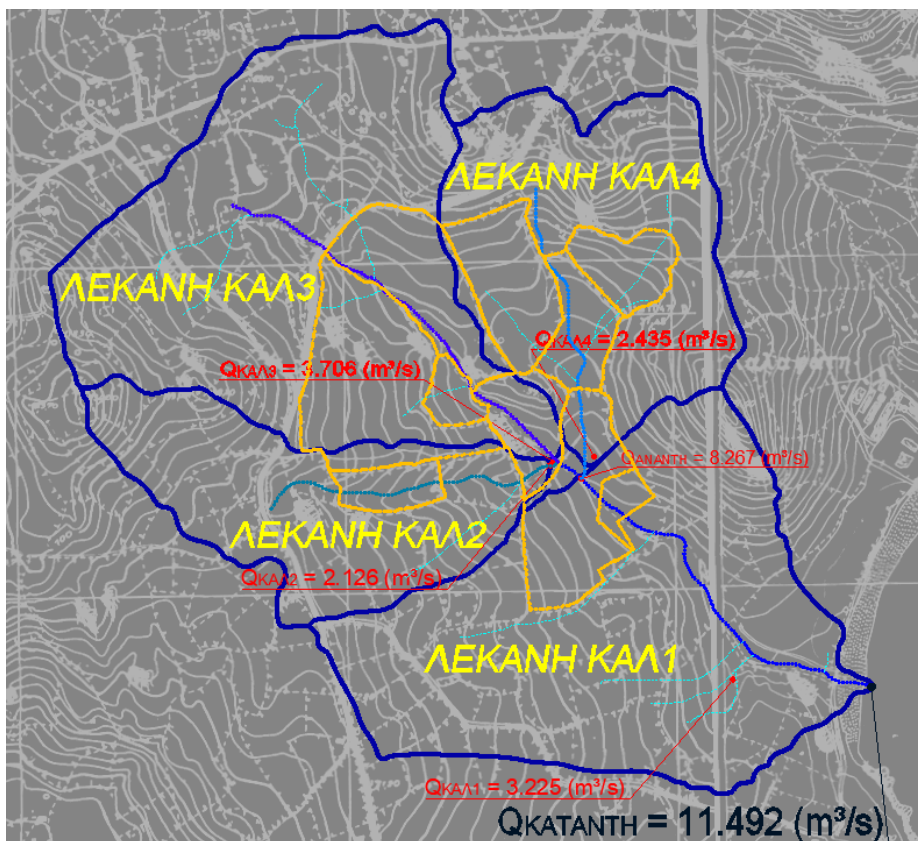 ΛΕΚΑΝΗ ΚΑΛ4
ΛΕΚΑΝΗ ΚΑΛ3
QΚΑΛ4 = 2.435 (m³/s)
QΚΑΛ3 = 3.706 (m³/s)
QΑΝΑΝΤΗ = 8.267 (m³/s)
ΛΕΚΑΝΗ ΚΑΛ2
QΚΑΛ2 = 2.126 (m³/s)
ΛΕΚΑΝΗ ΚΑΛ1
QΚΑΛ1 = 3.225 (m³/s)
QΚΑΤΑΝΤΗ = 11.492 (m³/s)